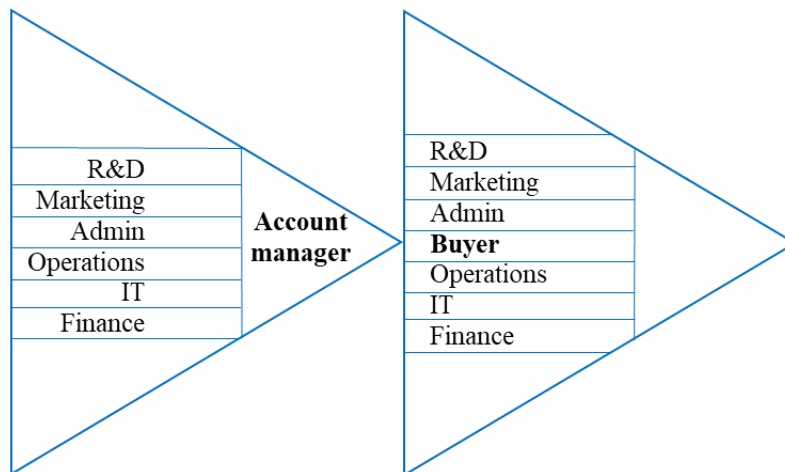 R&D
Marketing
Admin
Operations
IT
Finance
Account
manager
R&D
Marketing
Admin
Buyer
Operations
IT
Finance